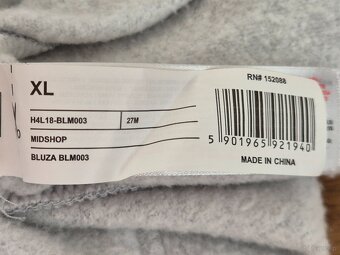 XL
H4L18-BLM003 27M
MIDSHOP
BLUZA BLM003
RN# 152088
5 901965 921940
MADE IN CHINA